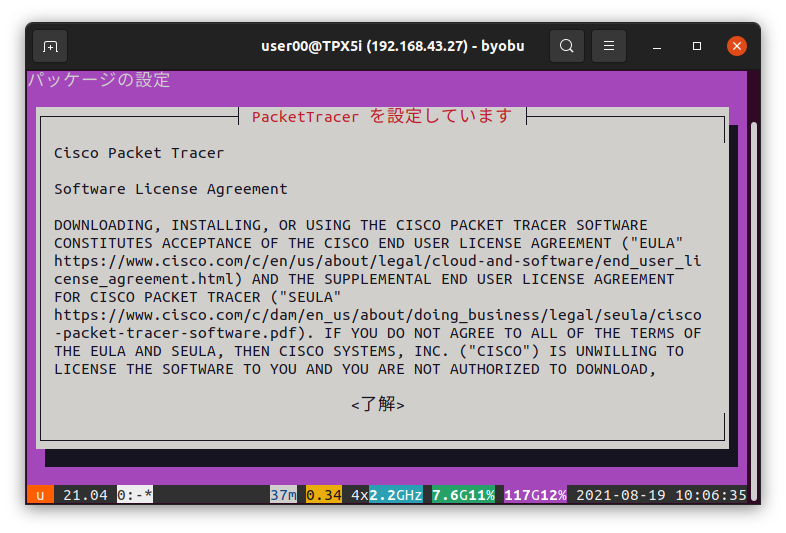 user00@TPX5i (192.168.43.27) - byobu
パッケージの設定
PacketTracer を設定しています
Cisco Packet Tracer
Software License Agreement
DOWNLOADING, INSTALLING, OR USING THE CISCO PACKET TRACER SOFTWARE
CONSTITUTES ACCEPTANCE OF THE CISCO END USER LICENSE AGREEMENT ("EULA"
https://www.cisco.com/c/en/us/about/legal/cloud-and-software/end_user_li
cense_agreement.html) AND THE SUPPLEMENTAL END USER LICENSE AGREEMENT
FOR CISCO PACKET TRACER ("SEULA"
https://www.cisco.com/c/dam/en_us/about/doing_business/legal/seula/cisco
-packet-tracer-software.pdf). IF YOU DO NOT AGREE TO ALL OF THE TERMS OF
THE EULA AND SEULA, THEN CISCO SYSTEMS, INC. ("CISCO") IS UNWILLING TO
LICENSE THE SOFTWARE TO YOU AND YOU ARE NOT AUTHORIZED TO DOWNLOAD,
<了解>
u 21.04 0:-* 37m 0.34 4x2.2GHz 7.6G11% 117G12% 2021-08-19 10:06:35